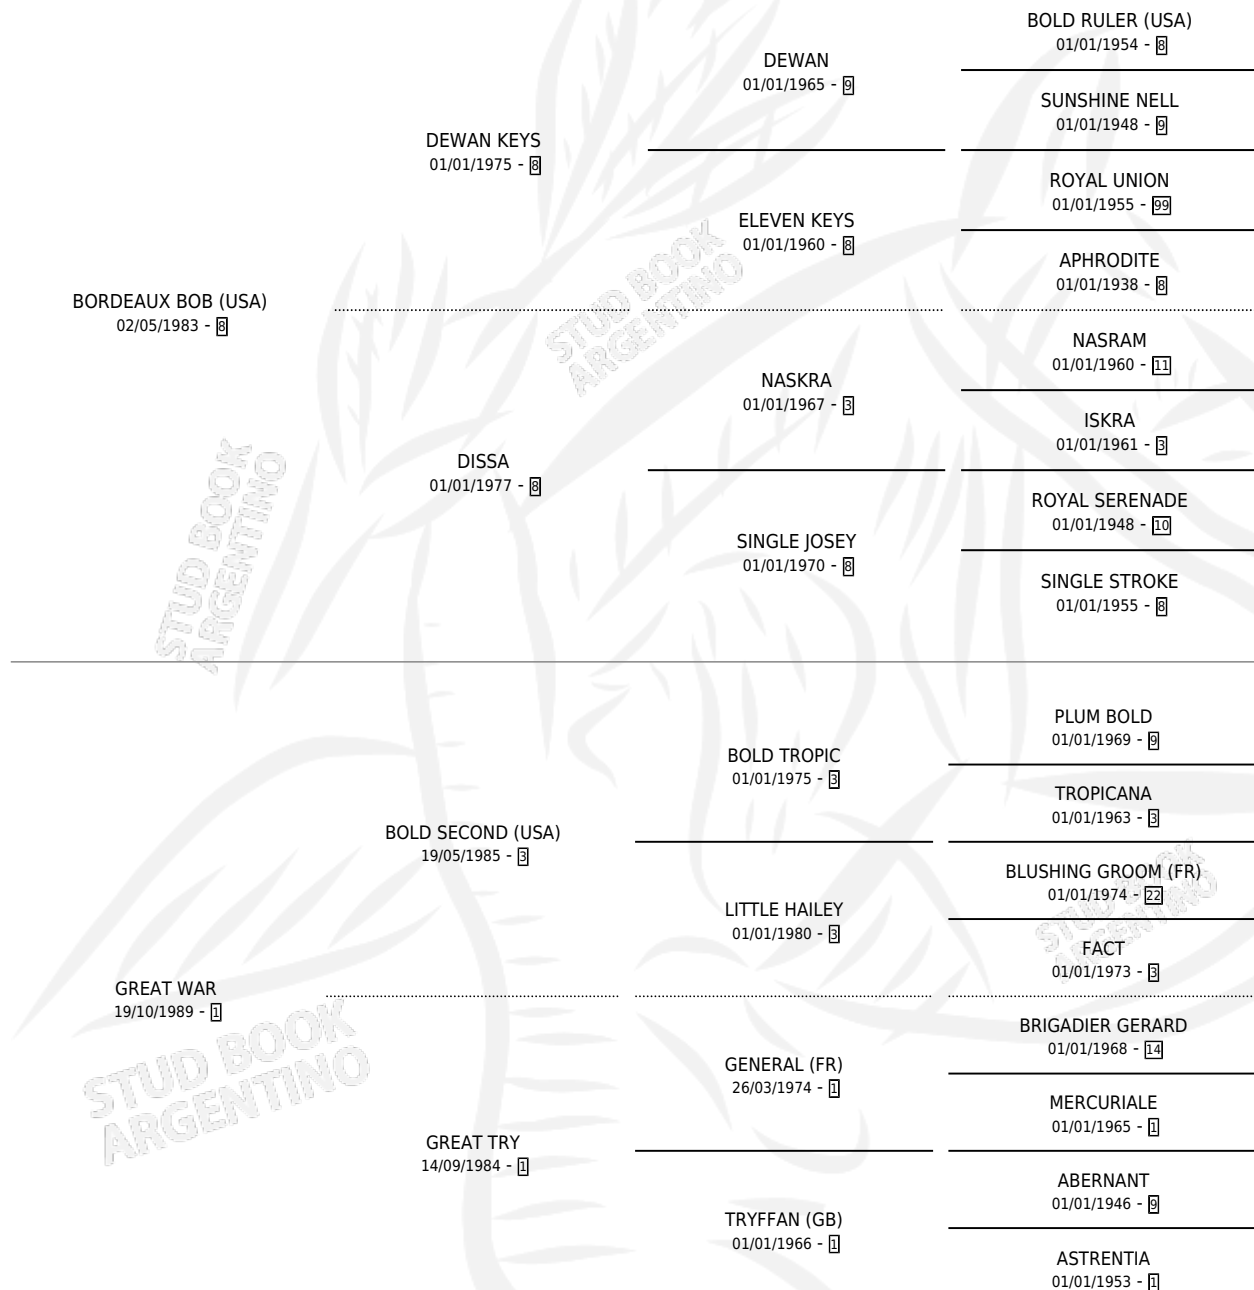 BOLD RULER (USA)
01/01/1954 - 8
DEWAN
01/01/1965 - 9
SUNSHINE NELL
01/01/1948 - 9
DEWAN KEYS
01/01/1975 - 8
ROYAL UNION
01/01/1955 - 99
ELEVEN KEYS
01/01/1960 - 8
APHRODITE
01/01/1938 - 8
BORDEAUX BOB (USA)
02/05/1983 - 8
STUD BOOK
ARGENTINO
NASRAM
01/01/1960 - 11
NASKRA
01/01/1967 - 3
ISKRA
01/01/1961 - 3
DISSA
01/01/1977 - 8
ROYAL SERENADE
01/01/1948 - 10
SINGLE JOSEY
01/01/1970 - 8
SINGLE STROKE
01/01/1955 - 8
STUD BOOK
ARGENTINO
PLUM BOLD
01/01/1969 - 9
BOLD TROPIC
01/01/1975 - 3
TROPICANA
01/01/1963 - 3
BOLD SECOND (USA)
19/05/1985 - 3
BLUSHING GROOM (FR)
01/01/1974 - 22
LITTLE HAILEY
01/01/1980 - 3
FACT
01/01/1973 - 3
STUD BOOK
ARGENTINO
GREAT WAR
19/10/1989 - 1
BRIGADIER GERARD
01/01/1968 - 14
GENERAL (FR)
26/03/1974 - 1
MERCURIALE
01/01/1965 - 1
STUD BOOK
ARGENTINO
GREAT TRY
14/09/1984 - 1
ABERNANT
01/01/1946 - 9
TRYFFAN (GB)
01/01/1966 - 1
ASTRENTIA
01/01/1953 - 1